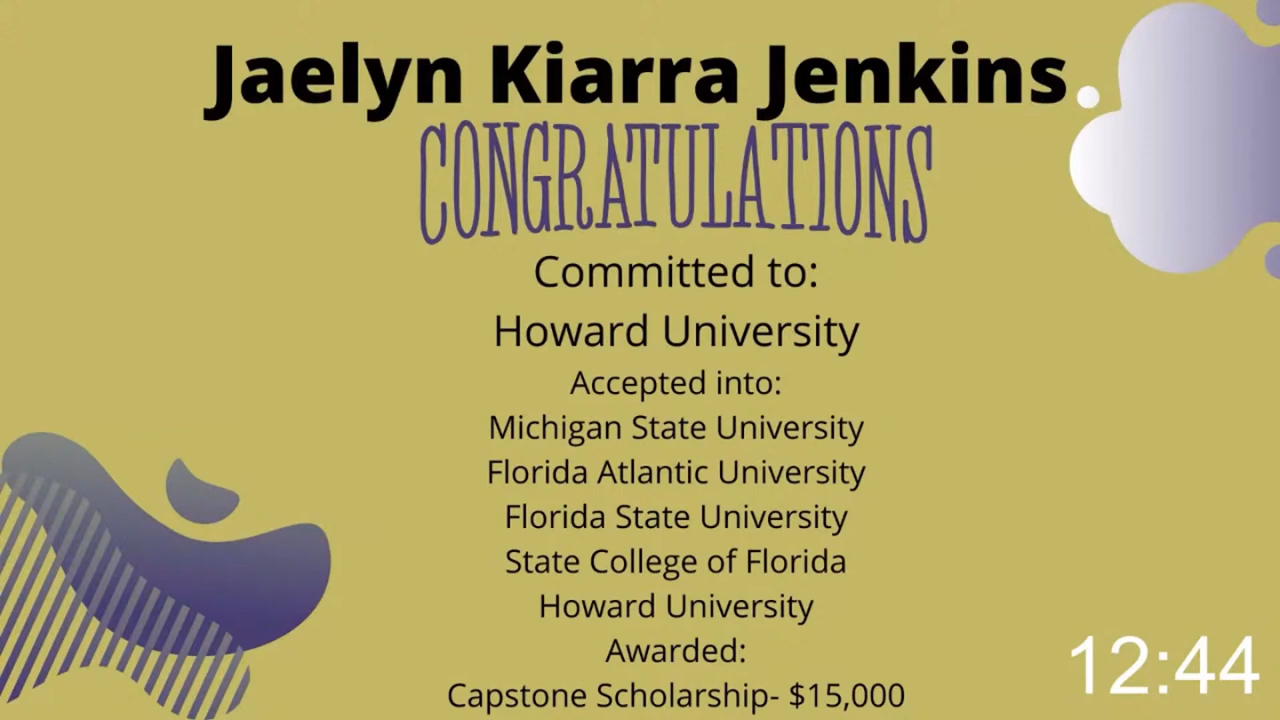 Jaelyn Kiarra Jenkins
CONGRATULATIONS
Committed to:
Howard University
Accepted into:
Michigan State University
Florida Atlantic University
Florida State University
State College of Florida
Howard University
Awarded:
Capstone Scholarship- $15,000
12:44